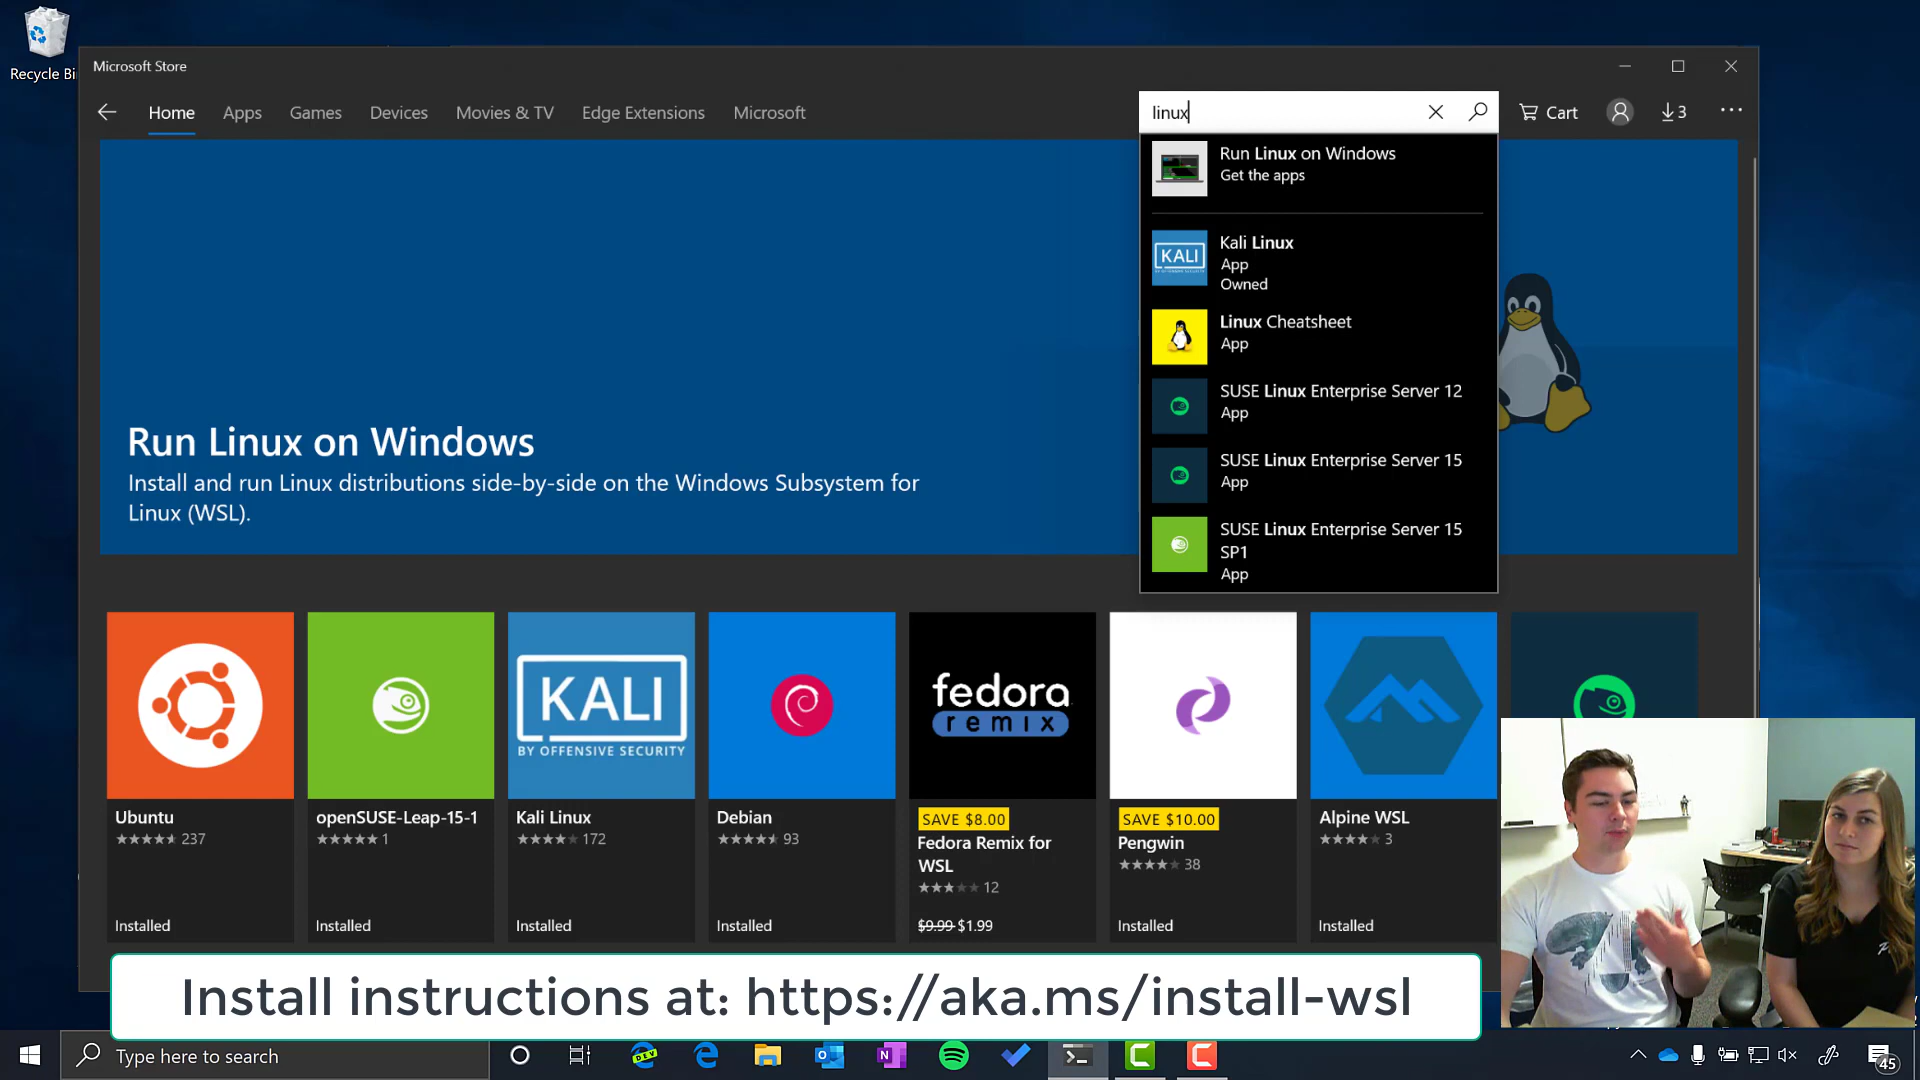 Recycle Bi
Microsoft Store
Home
Apps
Games
Devices
Movies & TV
Edge Extensions
Microsoft
linux
Cart
3
Run Linux on Windows
Get the apps
Kali Linux
App
Owned
Linux Cheatsheet
App
SUSE Linux Enterprise Server 12
App
SUSE Linux Enterprise Server 15
App
SUSE Linux Enterprise Server 15
SP1
App
KALI
Run Linux on Windows
Install and run Linux distributions side-by-side on the Windows Subsystem for
Linux (WSL).
KALI
BY OFFENSIVE SECURITY
fedora
remix
Ubuntu
237
Installed
openSUSE-Leap-15-1
1
Installed
Kali Linux
172
Installed
Debian
93
Installed
SAVE $8.00
Fedora Remix for
WSL
12
$9.99 $1.99
SAVE $10.00
Pengwin
38
Installed
Alpine WSL
3
Installed
Install instructions at: https://aka.ms/install-wsl
Type here to search
DEV
45